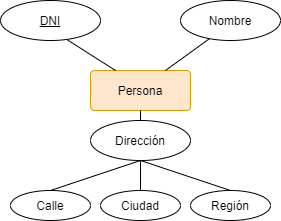 DNI
Nombre
Persona
Dirección
Calle
Ciudad
Región